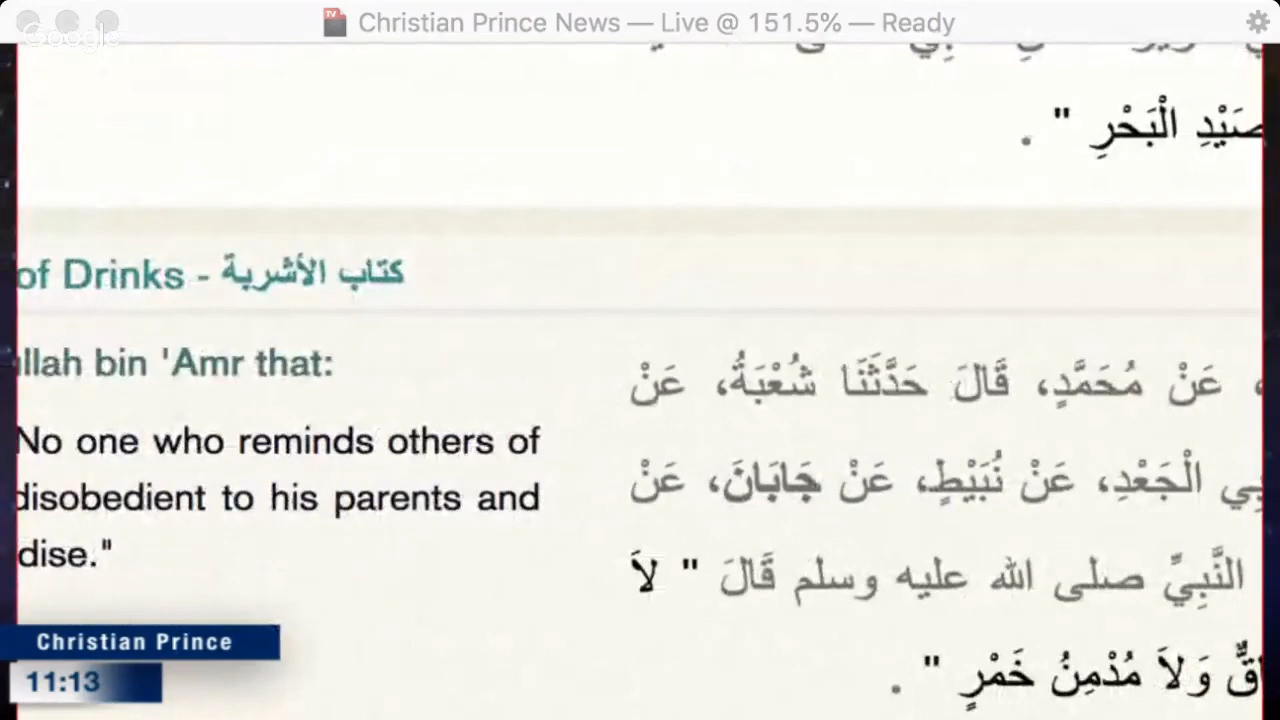 Christian Prince News — Live @ 151.5% — Ready
Google
صَيْدِ الْبَحْرِ " .
of Drinks - كتاب الأشربة
llah bin 'Amr that:
No one who reminds others of
disobedient to his parents and
dise."
عَنْ مُحَمَّدٍ، قَالَ حَدَّثَنَا شُعْبَةُ، عَنْ
بِي الْجَعْدِ، عَنْ نُبَيْطٍ، عَنْ جَابَانَ، عَنْ
النَّبِيِّ صلى الله عليه وسلم قَالَ " لاَ
اقٌّ وَلاَ مُدْمِنُ خَمْرٍ " .
Christian Prince
11:13